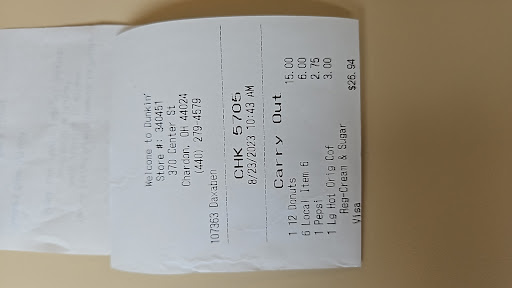 Welcome to Dunkin'
Store #: 340451
370 Center St
Chardon, OH 44024
(440) 279-4579
107363 Daxaben
CHK 5705
8/23/2023 10:43 AM
Carry Out
1 12 Donuts 15.00
6 Local Item 6 6.00
1 Pepsi 2.75
1 Lg Hot Orig Cof 3.00
Reg-Cream & Sugar
Visa $26.94